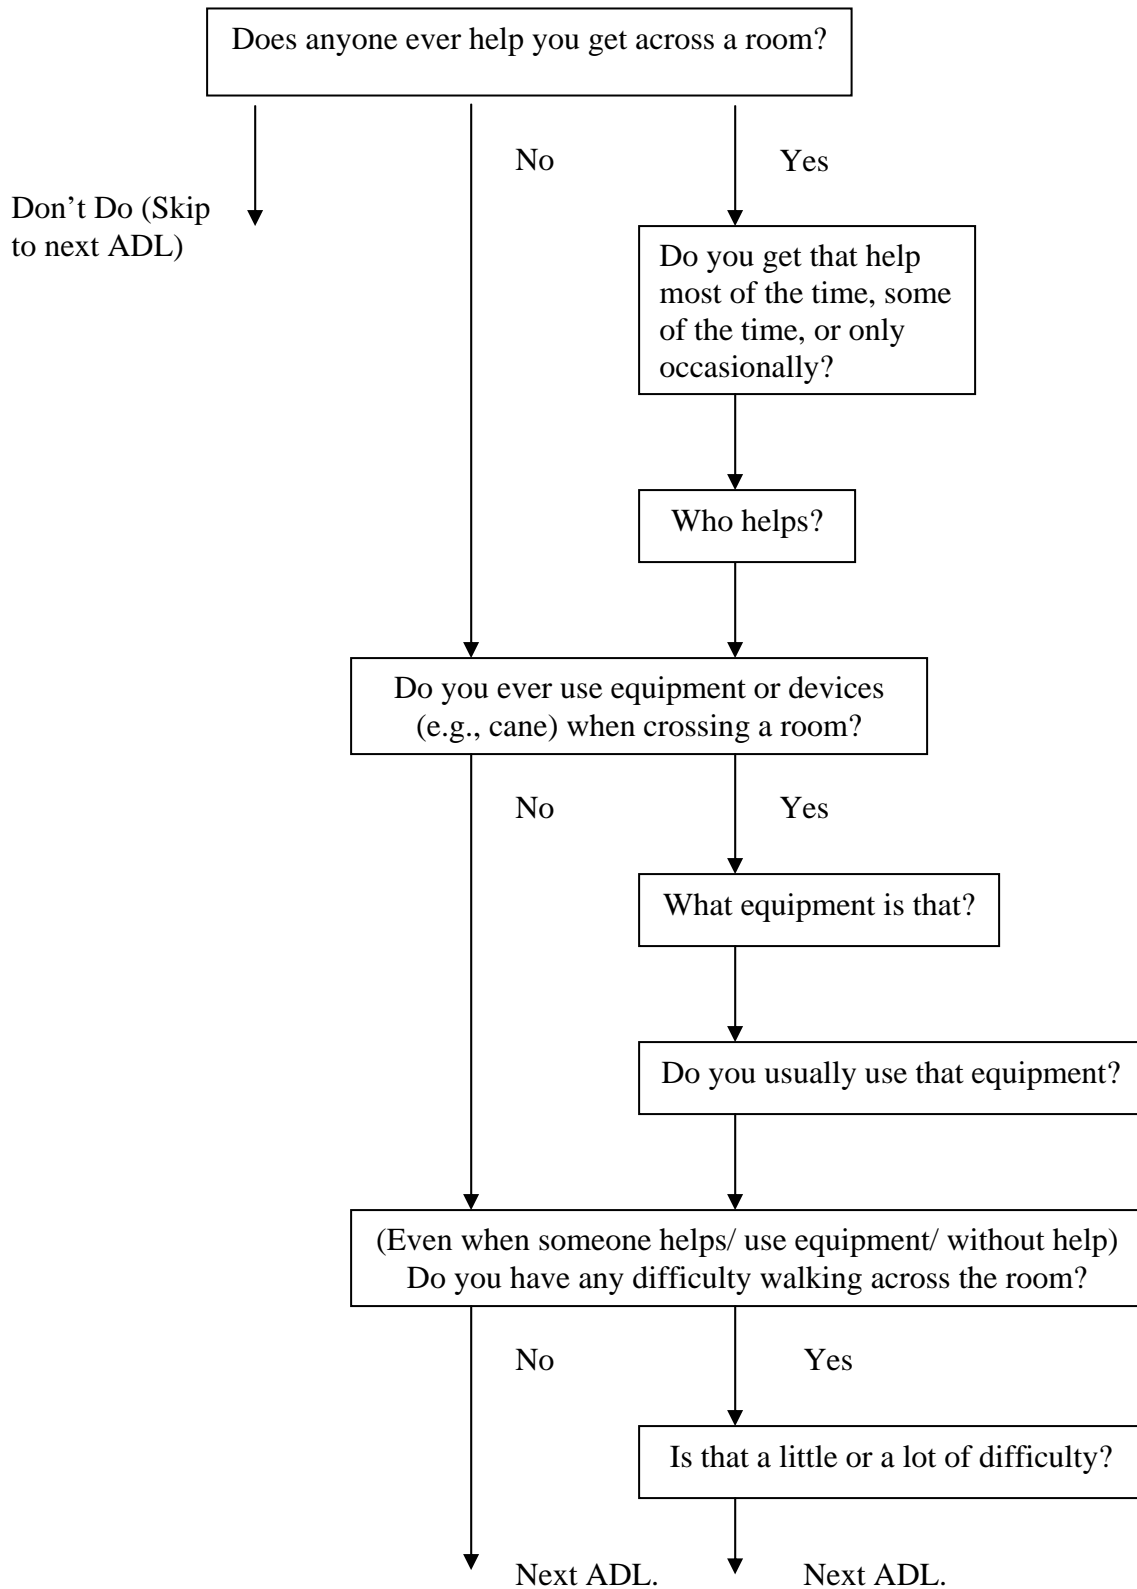 Does anyone ever help you get across a room?
No
Yes
Don’t Do (Skip
to next ADL)
Do you get that help
most of the time, some
of the time, or only
occasionally?
Who helps?
Do you ever use equipment or devices
(e.g., cane) when crossing a room?
No
Yes
What equipment is that?
Do you usually use that equipment?
(Even when someone helps/ use equipment/ without help)
Do you have any difficulty walking across the room?
No
Yes
Is that a little or a lot of difficulty?
Next ADL.
Next ADL.